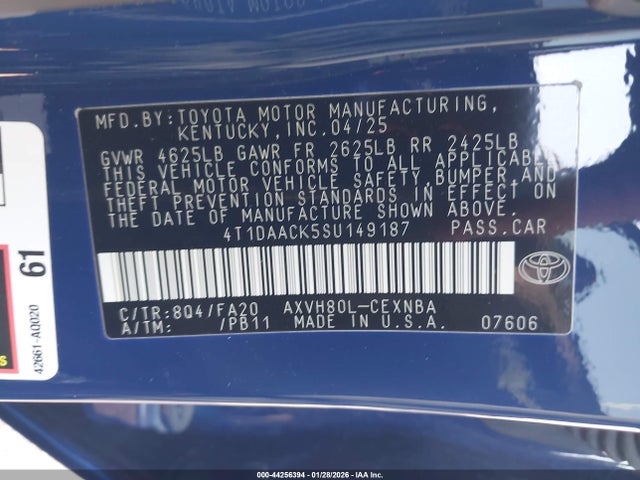 MFD.BY:TOYOTA MOTOR MANUFACTURING,
KENTUCKY, INC. 04/25
GVWR 4625LB GAWR FR 2625LB RR 2425LB
THIS VEHICLE CONFORMS TO ALL APPLICABLE
FEDERAL MOTOR VEHICLE SAFETY, BUMPER, AND
THEFT PREVENTION STANDARDS IN EFFECT ON
THE DATE OF MANUFACTURE SHOWN ABOVE.
4T1DAACK5SU149187 PASS.CAR
C/TR:8Q4/FA20 AXVH80L-CEXNBA
A/TM: /PB11 MADE IN U.S.A. 07606
61
42661-AQ020
000-44256394 | 01/28/2026 | IAA Inc.